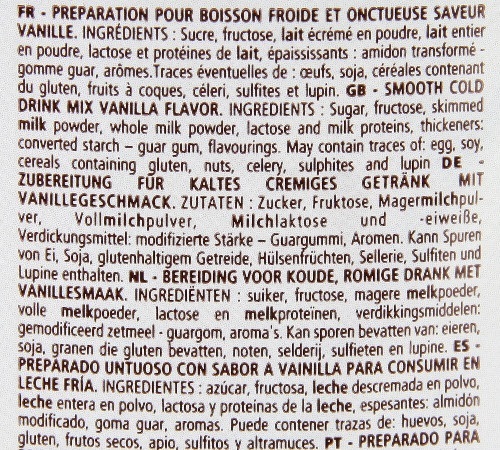 FR - PREPARATION POUR BOISSON FROIDE ET ONCTUEUSE SAVEUR
VANILLE. INGRÉDIENTS : Sucre, fructose, lait écrémé en poudre, lait entier
en poudre, lactose et protéines de lait, épaississants : amidon transformé -
gomme guar, arômes.Traces éventuelles de : œufs, soja, céréales contenant
du gluten, fruits à coques, céleri, sulfites et lupin. GB - SMOOTH COLD
DRINK MIX VANILLA FLAVOR. INGREDIENTS : Sugar, fructose, skimmed
milk powder, whole milk powder, lactose and milk proteins, thickeners:
converted starch – guar gum, flavourings. May contain traces of: egg, soy,
cereals containing gluten, nuts, celery, sulphites and lupin DE -
ZUBEREITUNG FÜR KALTES CREMIGES GETRÄNK MIT
VANILLEGESCHMACK. ZUTATEN : Zucker, Fruktose, Magermilchpul-
ver, Vollmilchpulver, Milchlaktose und -eiweiße,
Verdickungsmittel: modifizierte Stärke – Guargummi, Aromen. Kann Spuren
von Ei, Soja, glutenhaltigem Getreide, Hülsenfrüchten, Sellerie, Sulfiten und
Lupine enthalten. NL - BEREIDING VOOR KOUDE, ROMIGE DRANK MET
VANILLESMAAK. INGREDIËNTEN : suiker, fructose, magere melkpoeder,
volle melkpoeder, lactose en melkproteïnen, verdikkingsmiddelen:
gemodificeerd zetmeel - guargom, aroma's. Kan sporen bevatten van: eieren,
soja, granen die gluten bevatten, noten, selderij, sulfieten en lupine. ES -
PREPARADO UNTUOSO CON SABOR A VAINILLA PARA CONSUMIR EN
LECHE FRÍA. INGREDIENTES : azúcar, fructosa, leche descremada en polvo,
leche entera en polvo, lactosa y proteínas de la leche, espesantes: almidón
modificado, goma guar, aromas. Puede contener trazas de: huevos, soja,
gluten, frutos secos, apio, sulfitos y altramuces. PT - PREPARADO PARA